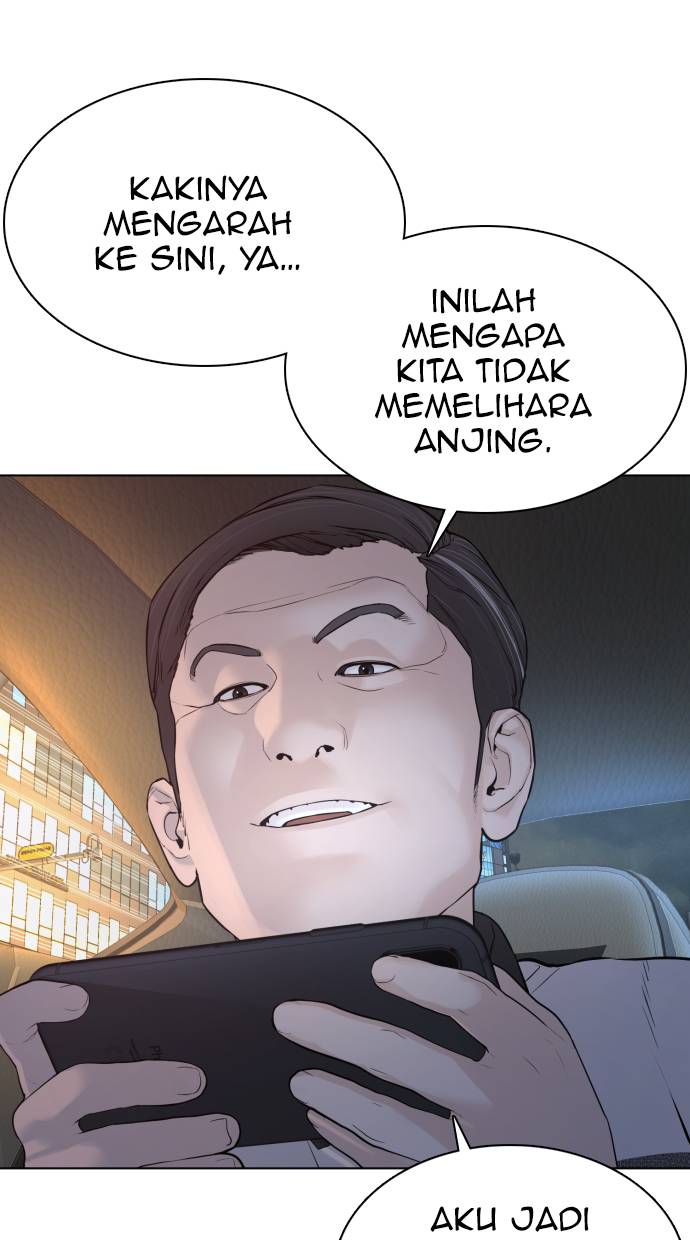 KAKINYA
MENGARAH
KE SINI, YA...
INILAH
MENGAPA
KITA TIDAK
MEMELIHARA
ANJING.
AKU JADI